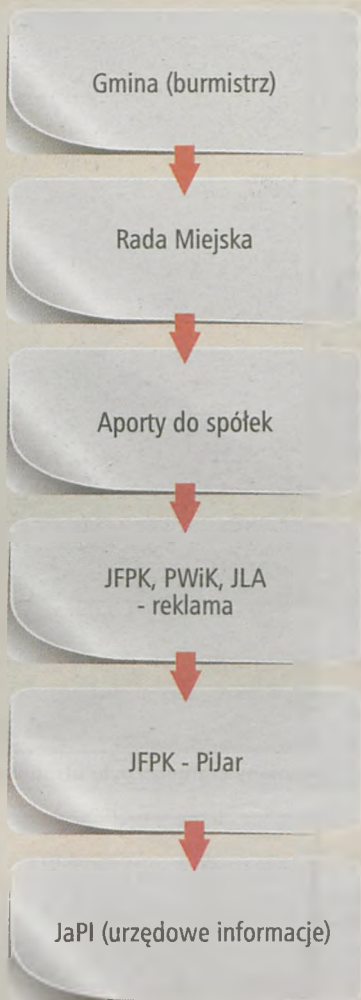 Gmina (burmistrz)
Rada Miejska
Aporty do spółek
JFPK, PWiK, JLA
- reklama
JFPK - PiJar
JaPI (urzędowe informacje)